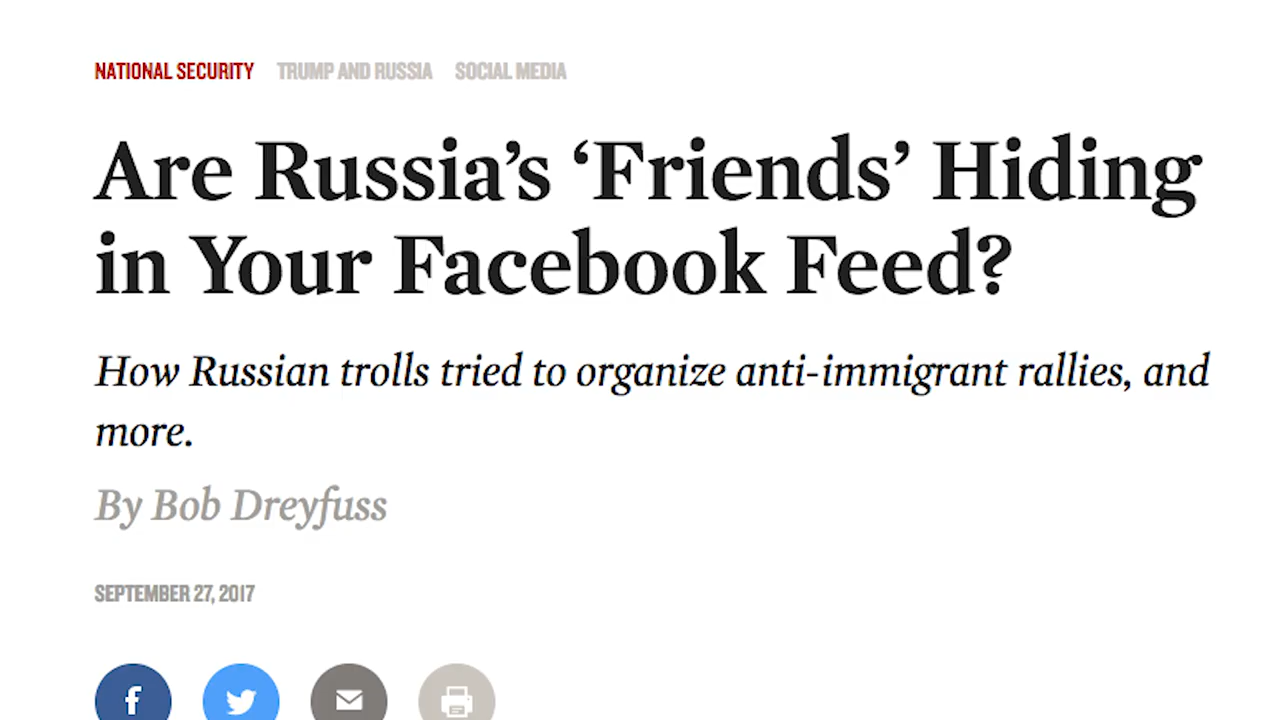 NATIONAL SECURITY TRUMP AND RUSSIA SOCIAL MEDIA
Are Russia’s ‘Friends’ Hiding
in Your Facebook Feed?
How Russian trolls tried to organize anti-immigrant rallies, and
more.
By Bob Dreyfuss
SEPTEMBER 27, 2017